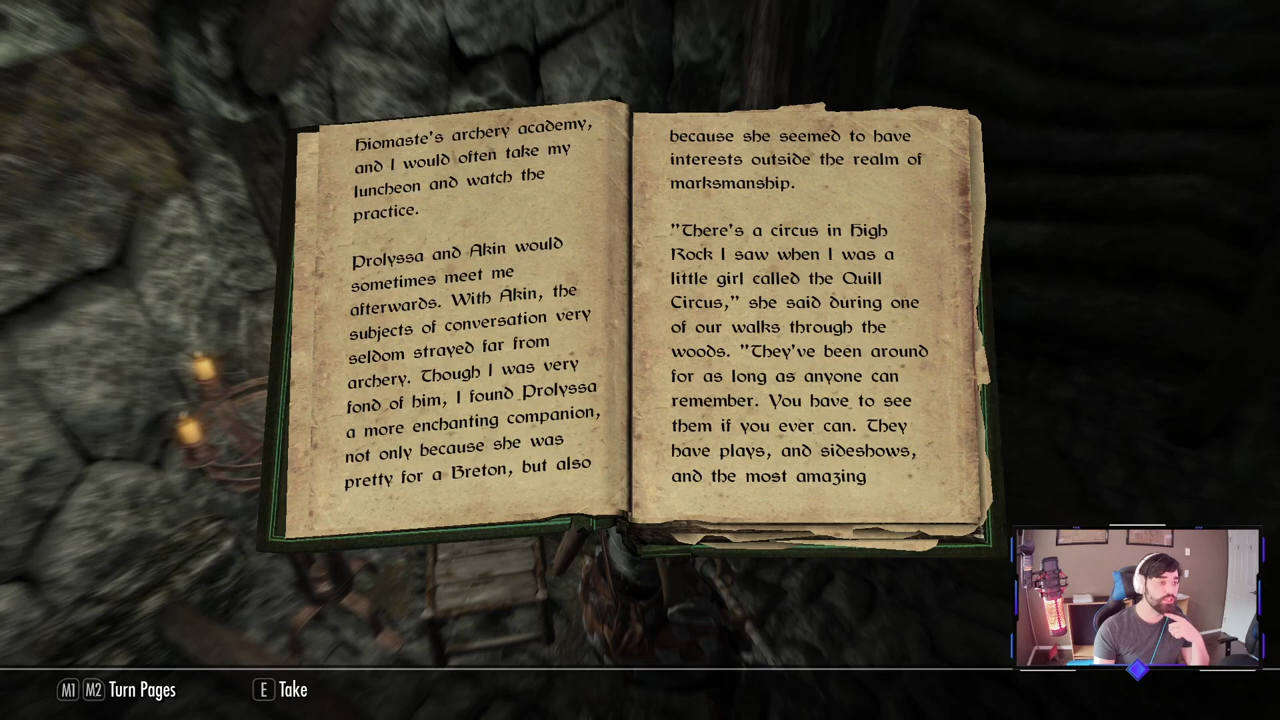 Hiomaste's archery academy,
and I would often take my
luncheon and watch the
practice.
Prolyssa and Akin would
sometimes meet me
afterwards. With Akin, the
subjects of conversation very
seldom strayed far from
archery. Though I was very
fond of him, I found Prolyssa
a more enchanting companion,
not only because she was
pretty for a Breton, but also
because she seemed to have
interests outside the realm of
marksmanship.
"There's a circus in High
Rock I saw when I was a
little girl called the Quill
Circus," she said during one
of our walks through the
woods. "They've been around
for as long as anyone can
remember. You have to see
them if you ever can. They
have plays, and sideshows,
and the most amazing
M1 M2 Turn Pages
E Take